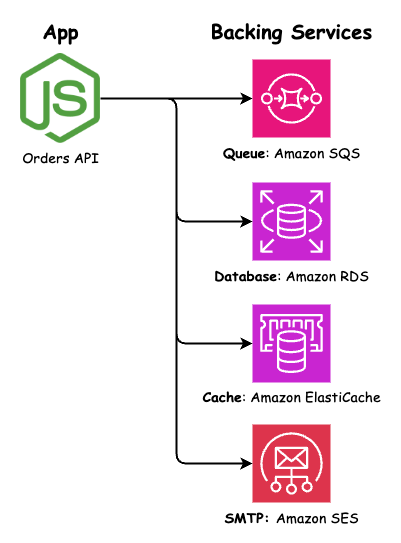 App
Backing Services
JS
Orders API
Queue: Amazon SQS
Database: Amazon RDS
Cache: Amazon ElastiCache
SMTP: Amazon SES